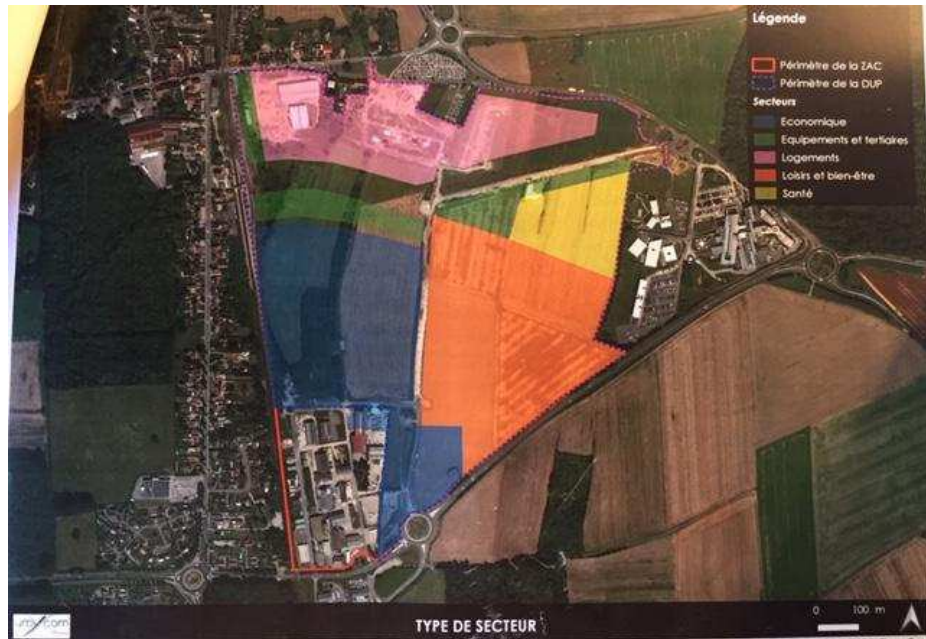 Légende
Périmètre de la ZAC
Périmètre de la DUP
Secteurs
Economique
Equipements et tertiaires
Logements
Loisirs et bien-être
Santé
0 100 m
TYPE DE SECTEUR